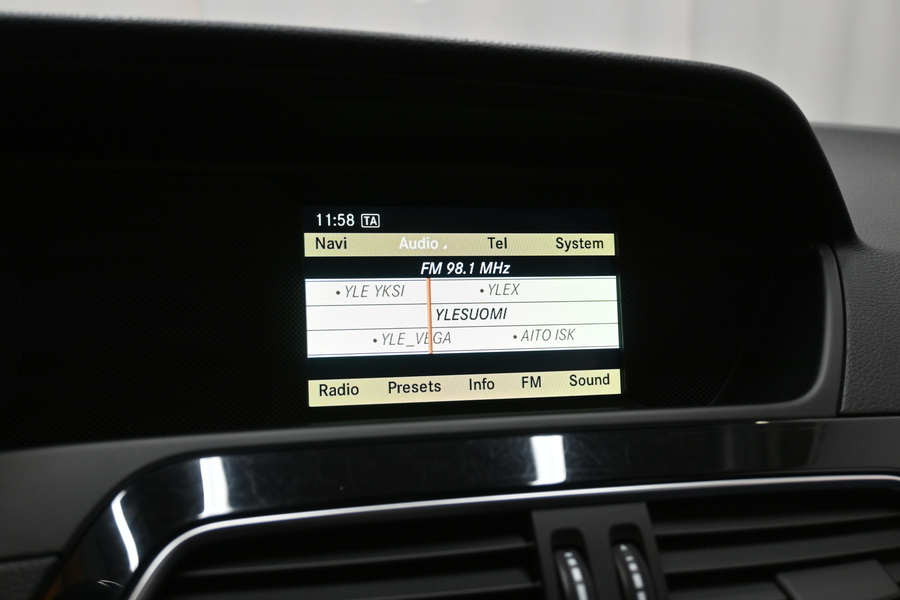 11:58 TA
Navi Audio Tel System
FM 98.1 MHz
•YLE YKSI •YLEX
YLESUOMI
•YLE_VEGA •AITO ISK
Radio Presets Info FM Sound